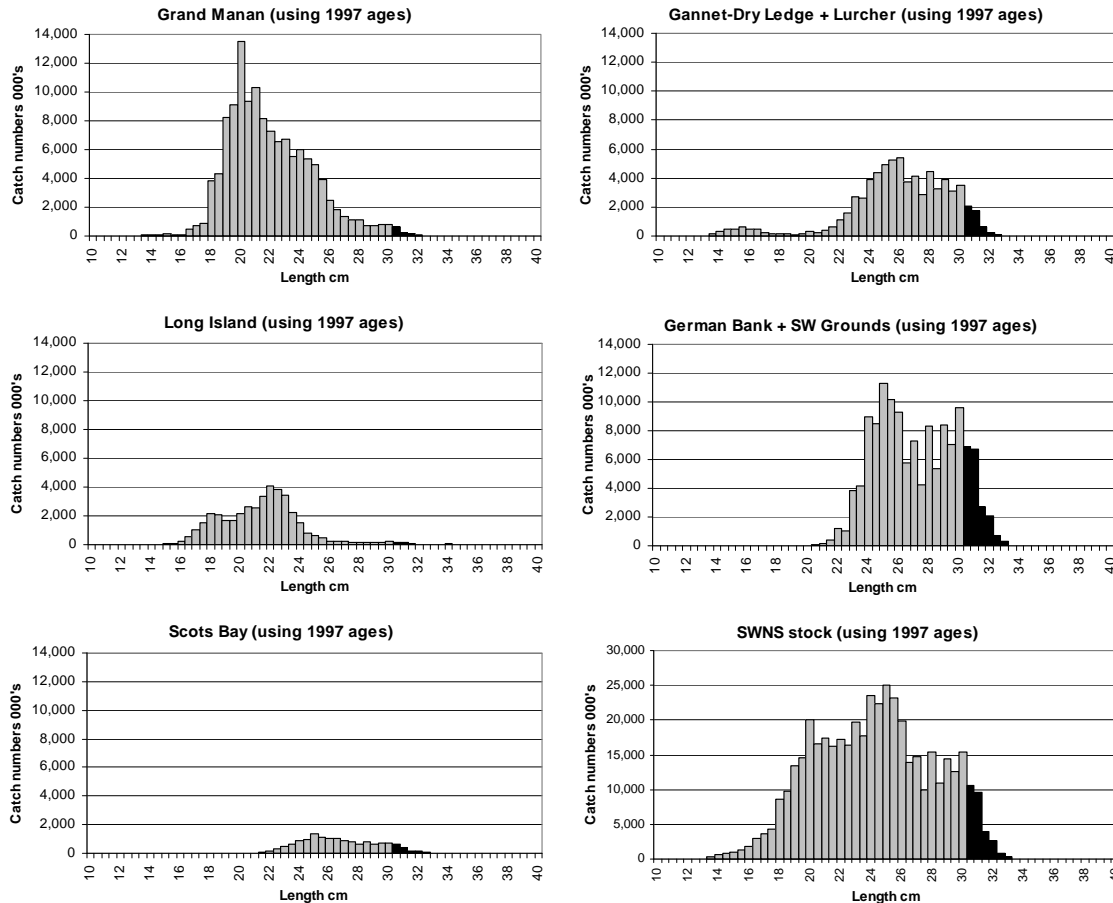 Grand Manan (using 1997 ages)
Catch numbers 000's
14,000
12,000
10,000
8,000
6,000
4,000
2,000
0
10 12 14 16 18 20 22 24 26 28 30 32 34 36 38 40
Length cm
Gannet-Dry Ledge + Lurcher (using 1997 ages)
Catch numbers 000's
14,000
12,000
10,000
8,000
6,000
4,000
2,000
0
10 12 14 16 18 20 22 24 26 28 30 32 34 36 38 40
Length cm
Long Island (using 1997 ages)
Catch numbers 000's
14,000
12,000
10,000
8,000
6,000
4,000
2,000
0
10 12 14 16 18 20 22 24 26 28 30 32 34 36 38 40
Length cm
German Bank + SW Grounds (using 1997 ages)
Catch numbers 000's
14,000
12,000
10,000
8,000
6,000
4,000
2,000
0
10 12 14 16 18 20 22 24 26 28 30 32 34 36 38 40
Length cm
Scots Bay (using 1997 ages)
Catch numbers 000's
14,000
12,000
10,000
8,000
6,000
4,000
2,000
0
10 12 14 16 18 20 22 24 26 28 30 32 34 36 38 40
Length cm
SWNS stock (using 1997 ages)
Catch numbers 000's
30,000
25,000
20,000
15,000
10,000
5,000
0
10 12 14 16 18 20 22 24 26 28 30 32 34 36 38 40
Length cm